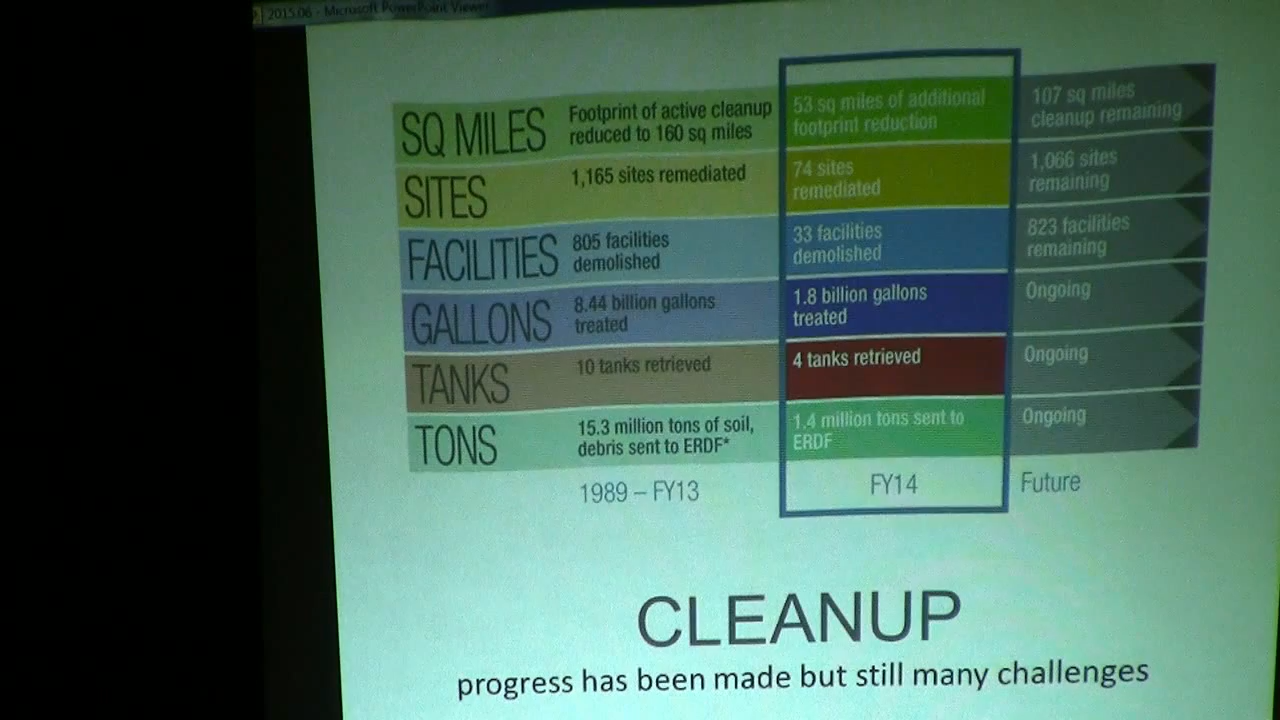 2015.06 - Microsoft PowerPoint Viewer
SQ MILES
Footprint of active cleanup
reduced to 160 sq miles
53 sq miles of additional
footprint reduction
107 sq miles
cleanup remaining
SITES
1,165 sites remediated
74 sites
remediated
1,066 sites
remaining
FACILITIES
805 facilities
demolished
33 facilities
demolished
823 facilities
remaining
GALLONS
8.44 billion gallons
treated
1.8 billion gallons
treated
Ongoing
TANKS
10 tanks retrieved
4 tanks retrieved
Ongoing
TONS
15.3 million tons of soil,
debris sent to ERDF*
1.4 million tons sent to
ERDF
Ongoing
1989 – FY13
FY14
Future
CLEANUP
progress has been made but still many challenges